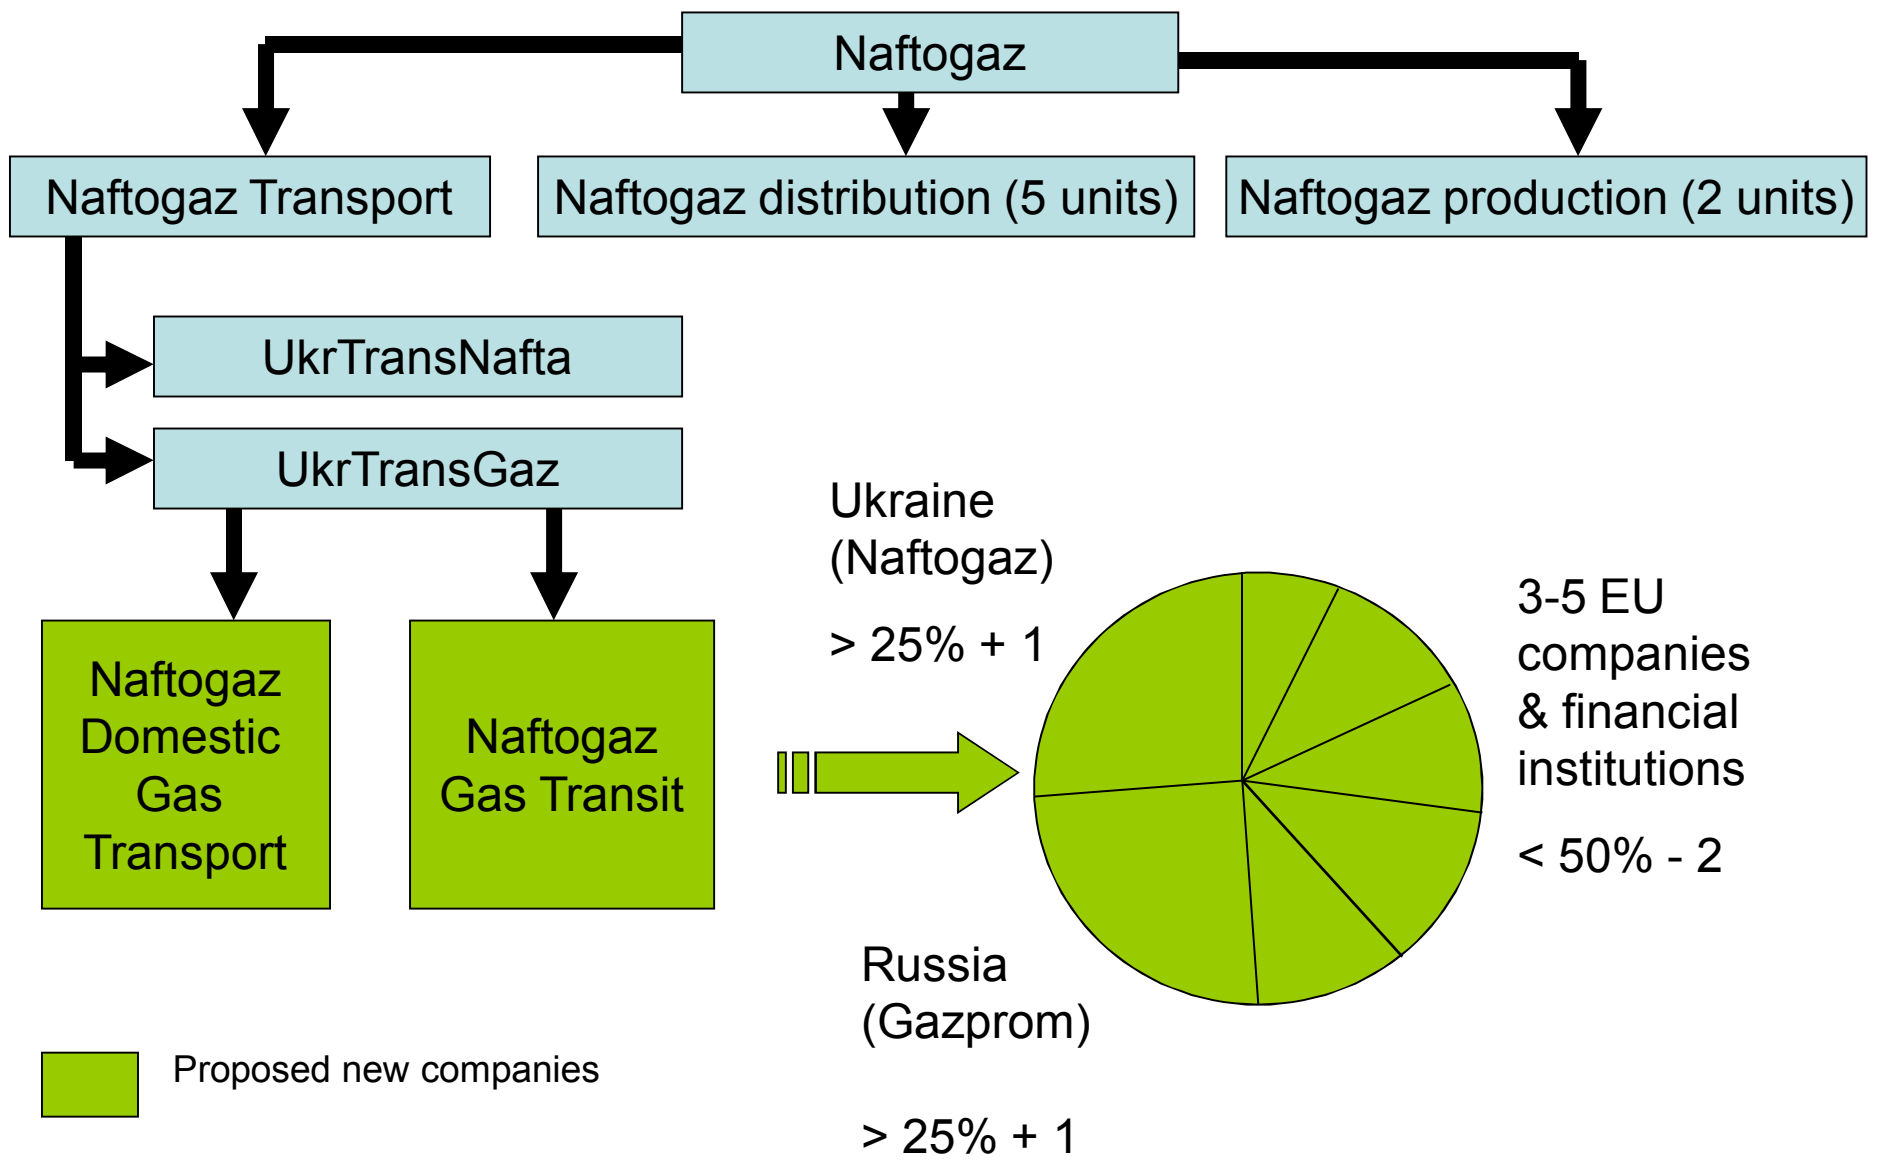 Naftogaz
Naftogaz Transport
Naftogaz distribution (5 units)
Naftogaz production (2 units)
UkrTransNafta
UkrTransGaz
Naftogaz
Domestic
Gas
Transport
Naftogaz
Gas Transit
Ukraine
(Naftogaz)
> 25% + 1
3-5 EU
companies
& financial
institutions
< 50% - 2
Russia
(Gazprom)
> 25% + 1
Proposed new companies